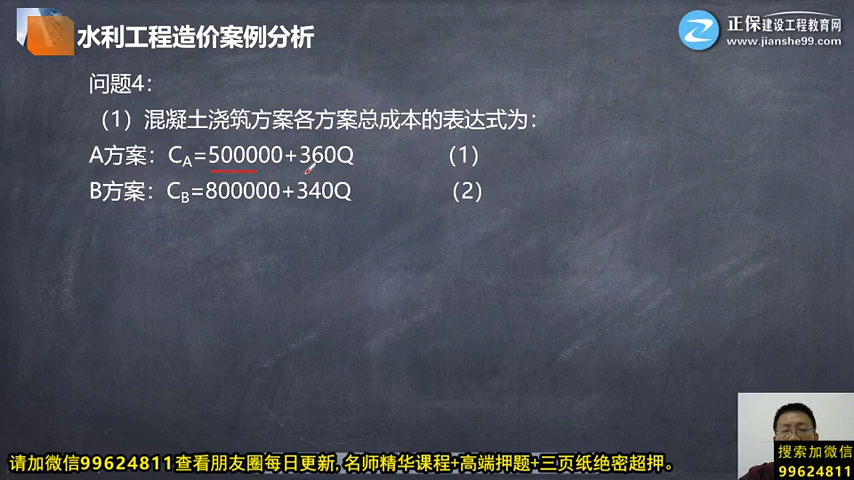 水利工程造价案例分析
正保建设工程教育网
www.jianshe99.com
问题4：
（1）混凝土浇筑方案各方案总成本的表达式为：
A方案：CA=500000+360Q （1）
B方案：CB=800000+340Q （2）
搜索加微信
99624811
请加微信99624811查看朋友圈每日更新,名师精华课程+高端押题+三页纸绝密超押。